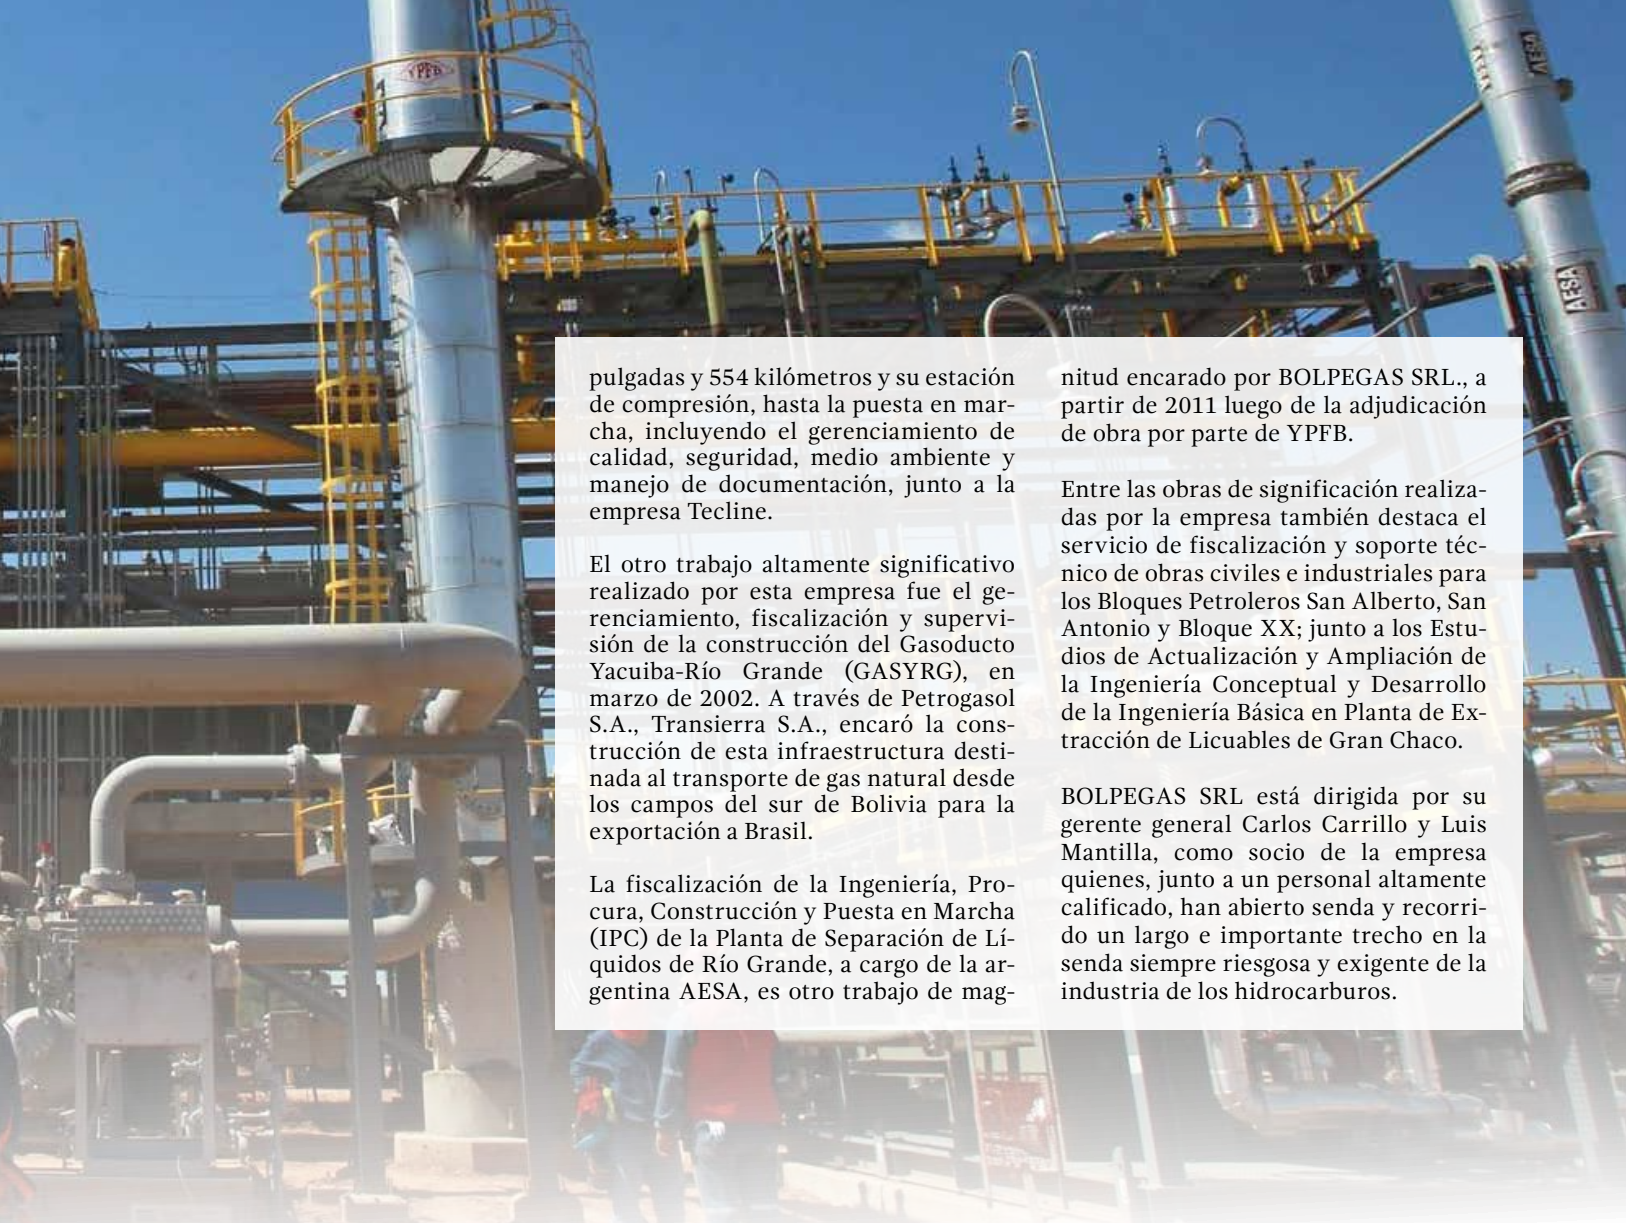 YPFB
AESA
AESA
pulgadas y 554 kilómetros y su estación
de compresión, hasta la puesta en mar-
cha, incluyendo el gerenciamiento de
calidad, seguridad, medio ambiente y
manejo de documentación, junto a la
empresa Tecline.
El otro trabajo altamente significativo
realizado por esta empresa fue el ge-
renciamiento, fiscalización y supervi-
sión de la construcción del Gasoducto
Yacuiba-Río Grande (GASYRG), en
marzo de 2002. A través de Petrogasol
S.A., Transierra S.A., encaró la cons-
trucción de esta infraestructura desti-
nada al transporte de gas natural desde
los campos del sur de Bolivia para la
exportación a Brasil.
La fiscalización de la Ingeniería, Pro-
cura, Construcción y Puesta en Marcha
(IPC) de la Planta de Separación de Lí-
quidos de Río Grande, a cargo de la ar-
gentina AESA, es otro trabajo de mag-
nitud encarado por BOLPEGAS SRL., a
partir de 2011 luego de la adjudicación
de obra por parte de YPFB.
Entre las obras de significación realiza-
das por la empresa también destaca el
servicio de fiscalización y soporte téc-
nico de obras civiles e industriales para
los Bloques Petroleros San Alberto, San
Antonio y Bloque XX; junto a los Estu-
dios de Actualización y Ampliación de
la Ingeniería Conceptual y Desarrollo
de la Ingeniería Básica en Planta de Ex-
tracción de Licuables de Gran Chaco.
BOLPEGAS SRL está dirigida por su
gerente general Carlos Carrillo y Luis
Mantilla, como socio de la empresa
quienes, junto a un personal altamente
calificado, han abierto senda y recorri-
do un largo e importante trecho en la
senda siempre riesgosa y exigente de la
industria de los hidrocarburos.